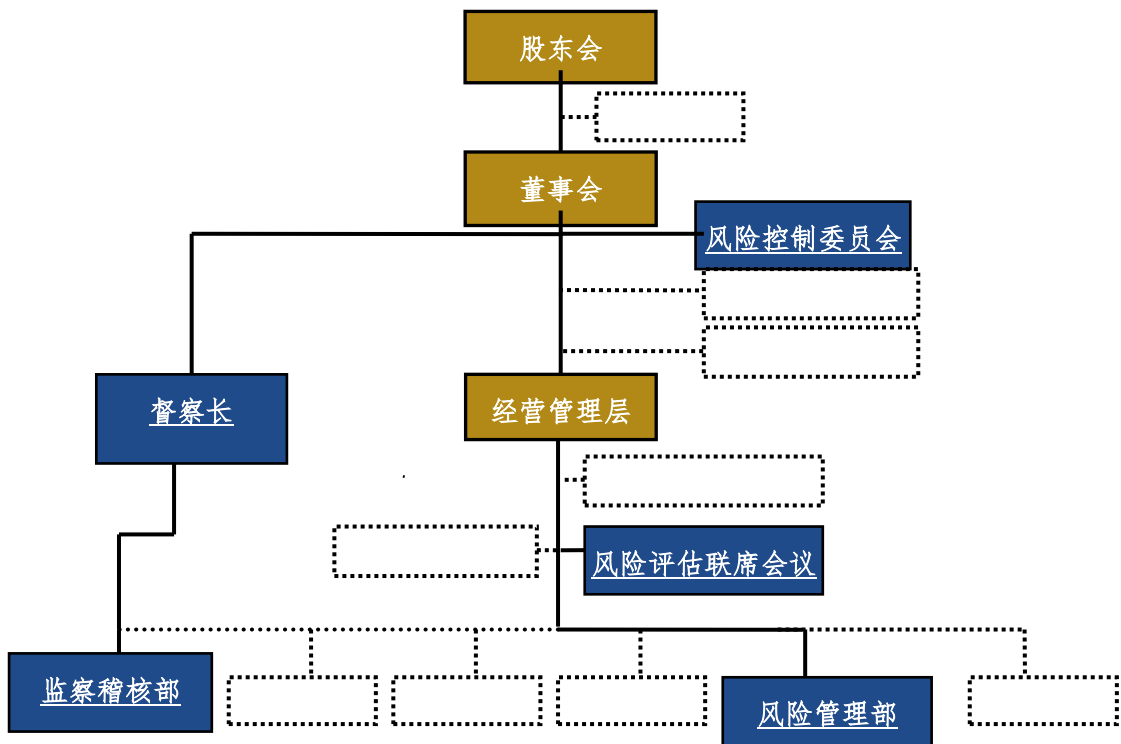 股东会
董事会
风险控制委员会
督察长
经营管理层
风险评估联席会议
监察稽核部
风险管理部